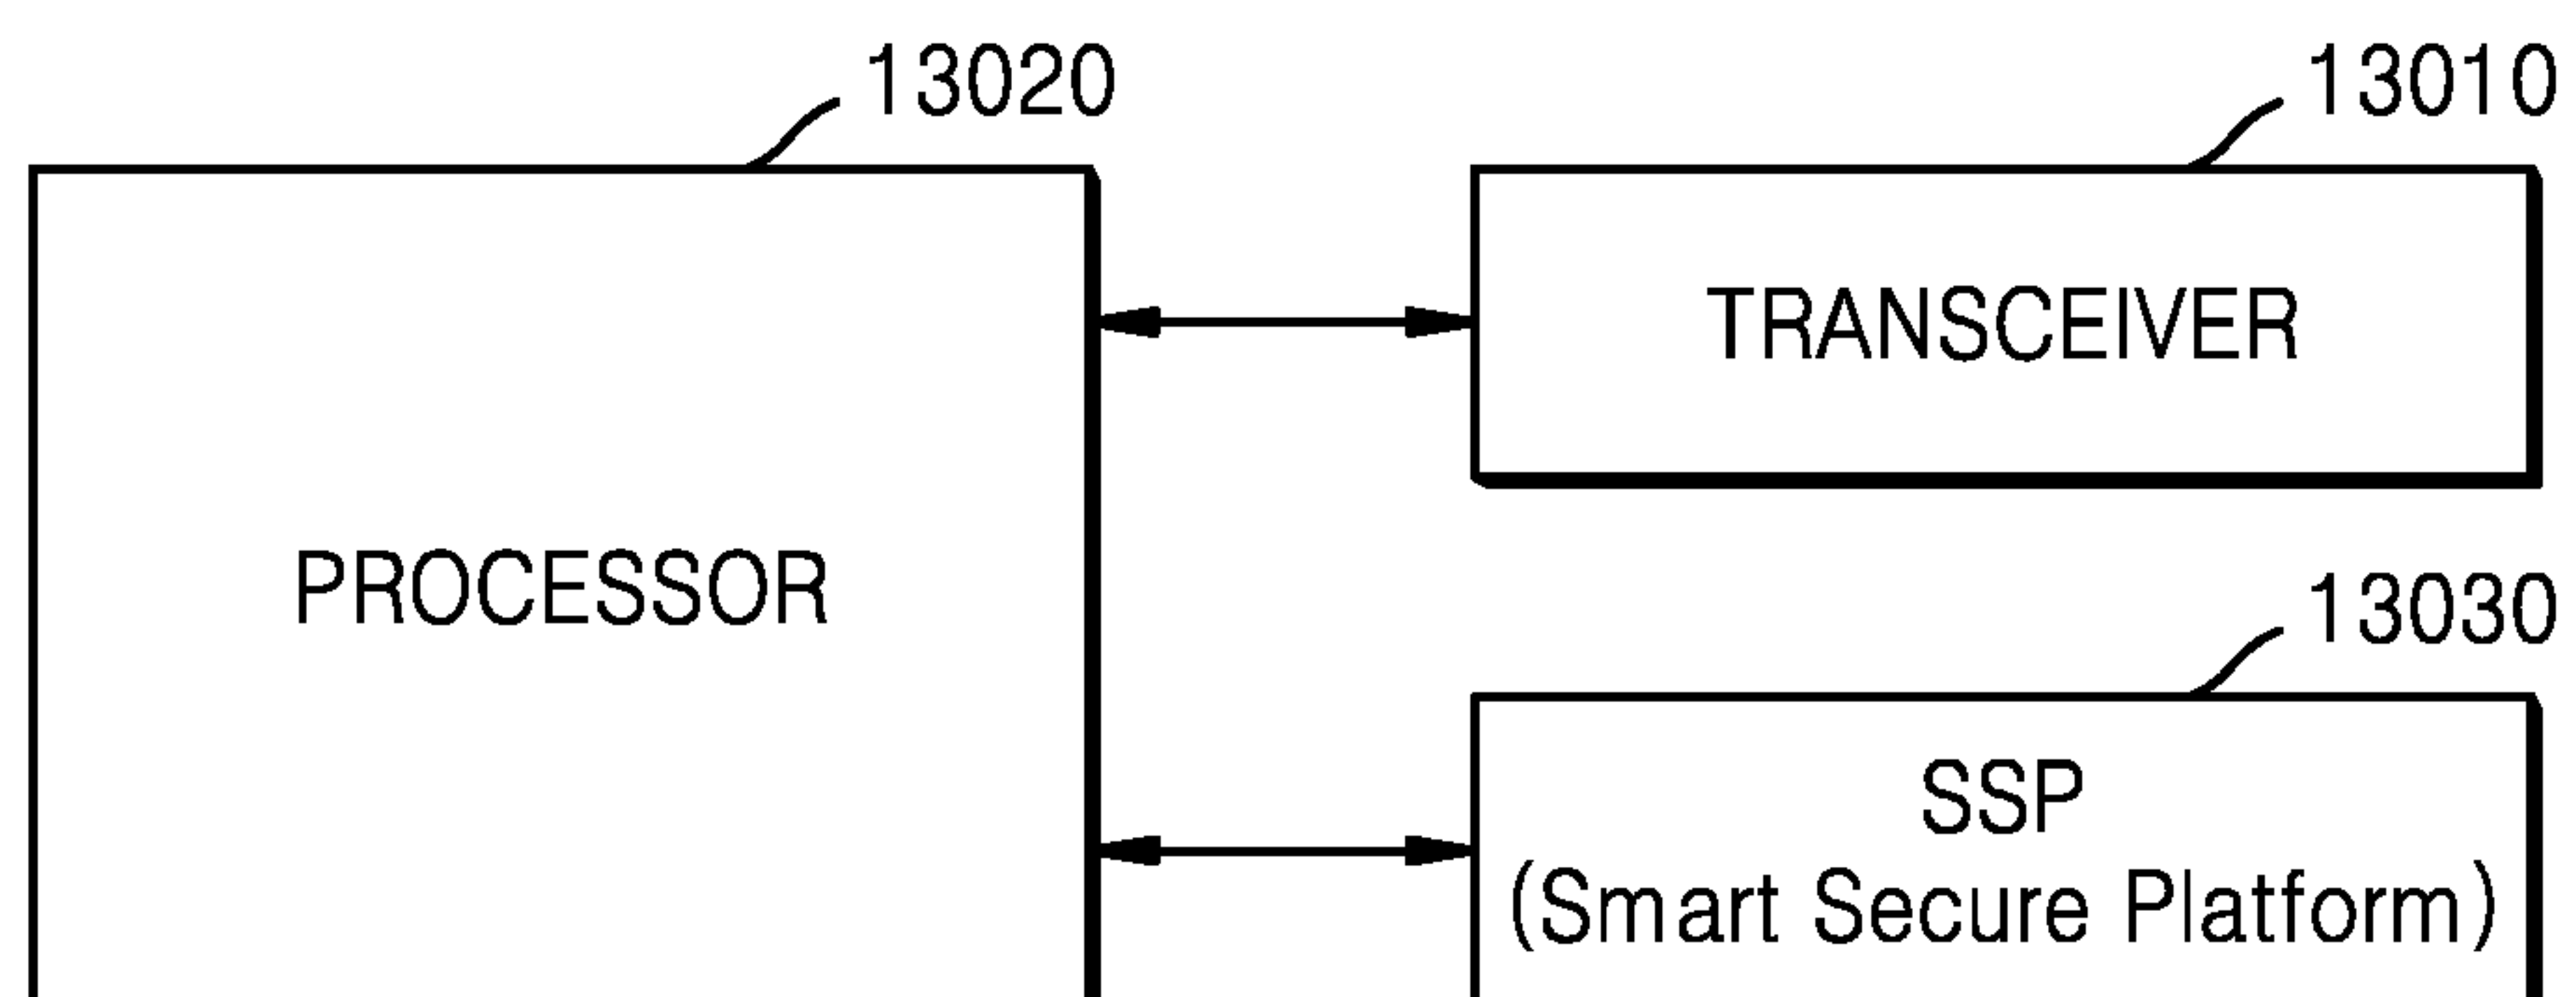 13020
13010
TRANSCEIVER
PROCESSOR
13030
SSP
(Smart Secure Platform)